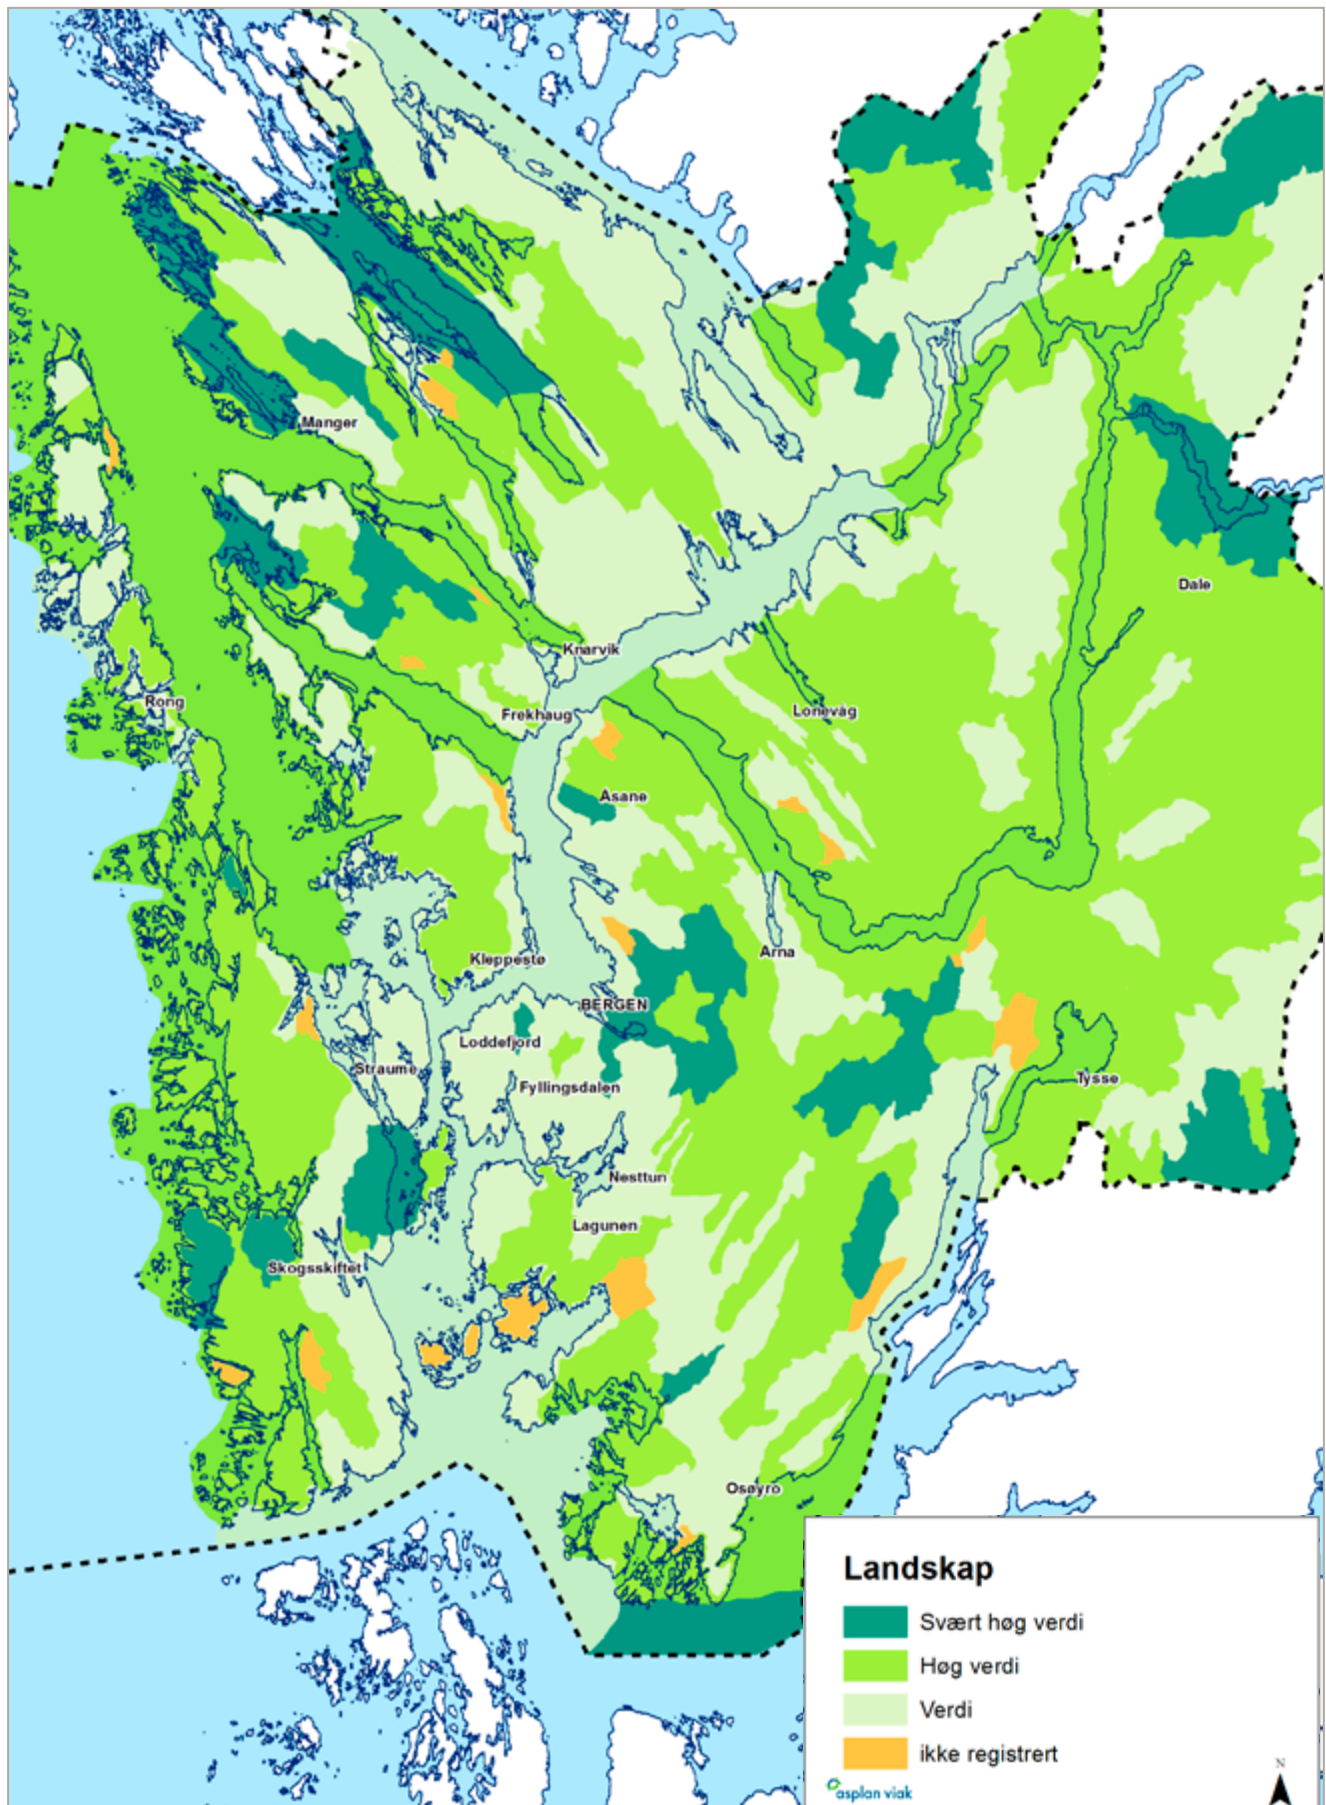 Manger
Dale
Knarvik
Rong
Frekhaug
Lonevåg
Åsane
Arna
Kleppestø
BERGEN
Loddefjord
Straume
Fyllingsdalen
Tysse
Nesttun
Lagunen
Skogsskiftet
Osøyro
Landskap
Svært høg verdi
Høg verdi
Verdi
ikke registrert
N
asplan viak